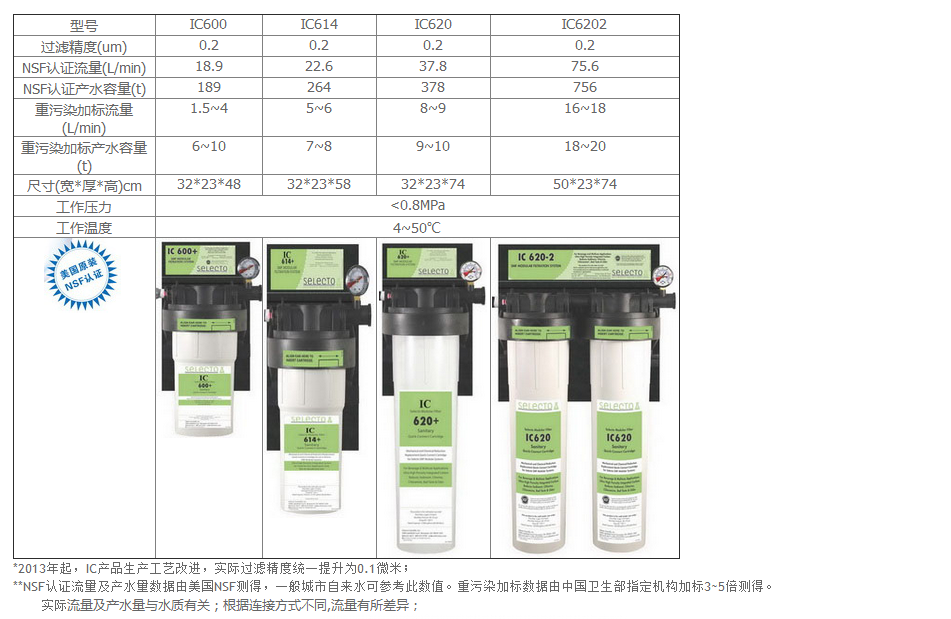 型号 IC600 IC614 IC620 IC6202
过滤精度(um) 0.2 0.2 0.2 0.2
NSF认证流量(L/min) 18.9 22.6 37.8 75.6
NSF认证产水容量(t) 189 264 378 756
重污染加标流量 1.5~4 5~6 8~9 16~18
(L/min)
重污染加标产水容量 6~10 7~8 9~10 18~20
(t)
尺寸(宽*厚*高)cm 32*23*48 32*23*58 32*23*74 50*23*74
工作压力 <0.8MPa
工作温度 4~50℃
美国原装
NSF认证
IC 600+
selecto
IC
614+
selecto
IC
620+
selecto
IC 620-2
selecto
SELECTO
IC
600+
SELECTO
IC
614+
Sanitary
IC
620+
Sanitary
SELECTO
IC620
Sanitary
SELECTO
IC620
Sanitary
*2013年起，IC产品生产工艺改进，实际过滤精度统一提升为0.1微米；
**NSF认证流量及产水量数据由美国NSF测得，一般城市自来水可参考此数值。重污染加标数据由中国卫生部指定机构加标3~5倍测得。
实际流量及产水量与水质有关；根据连接方式不同,流量有所差异；